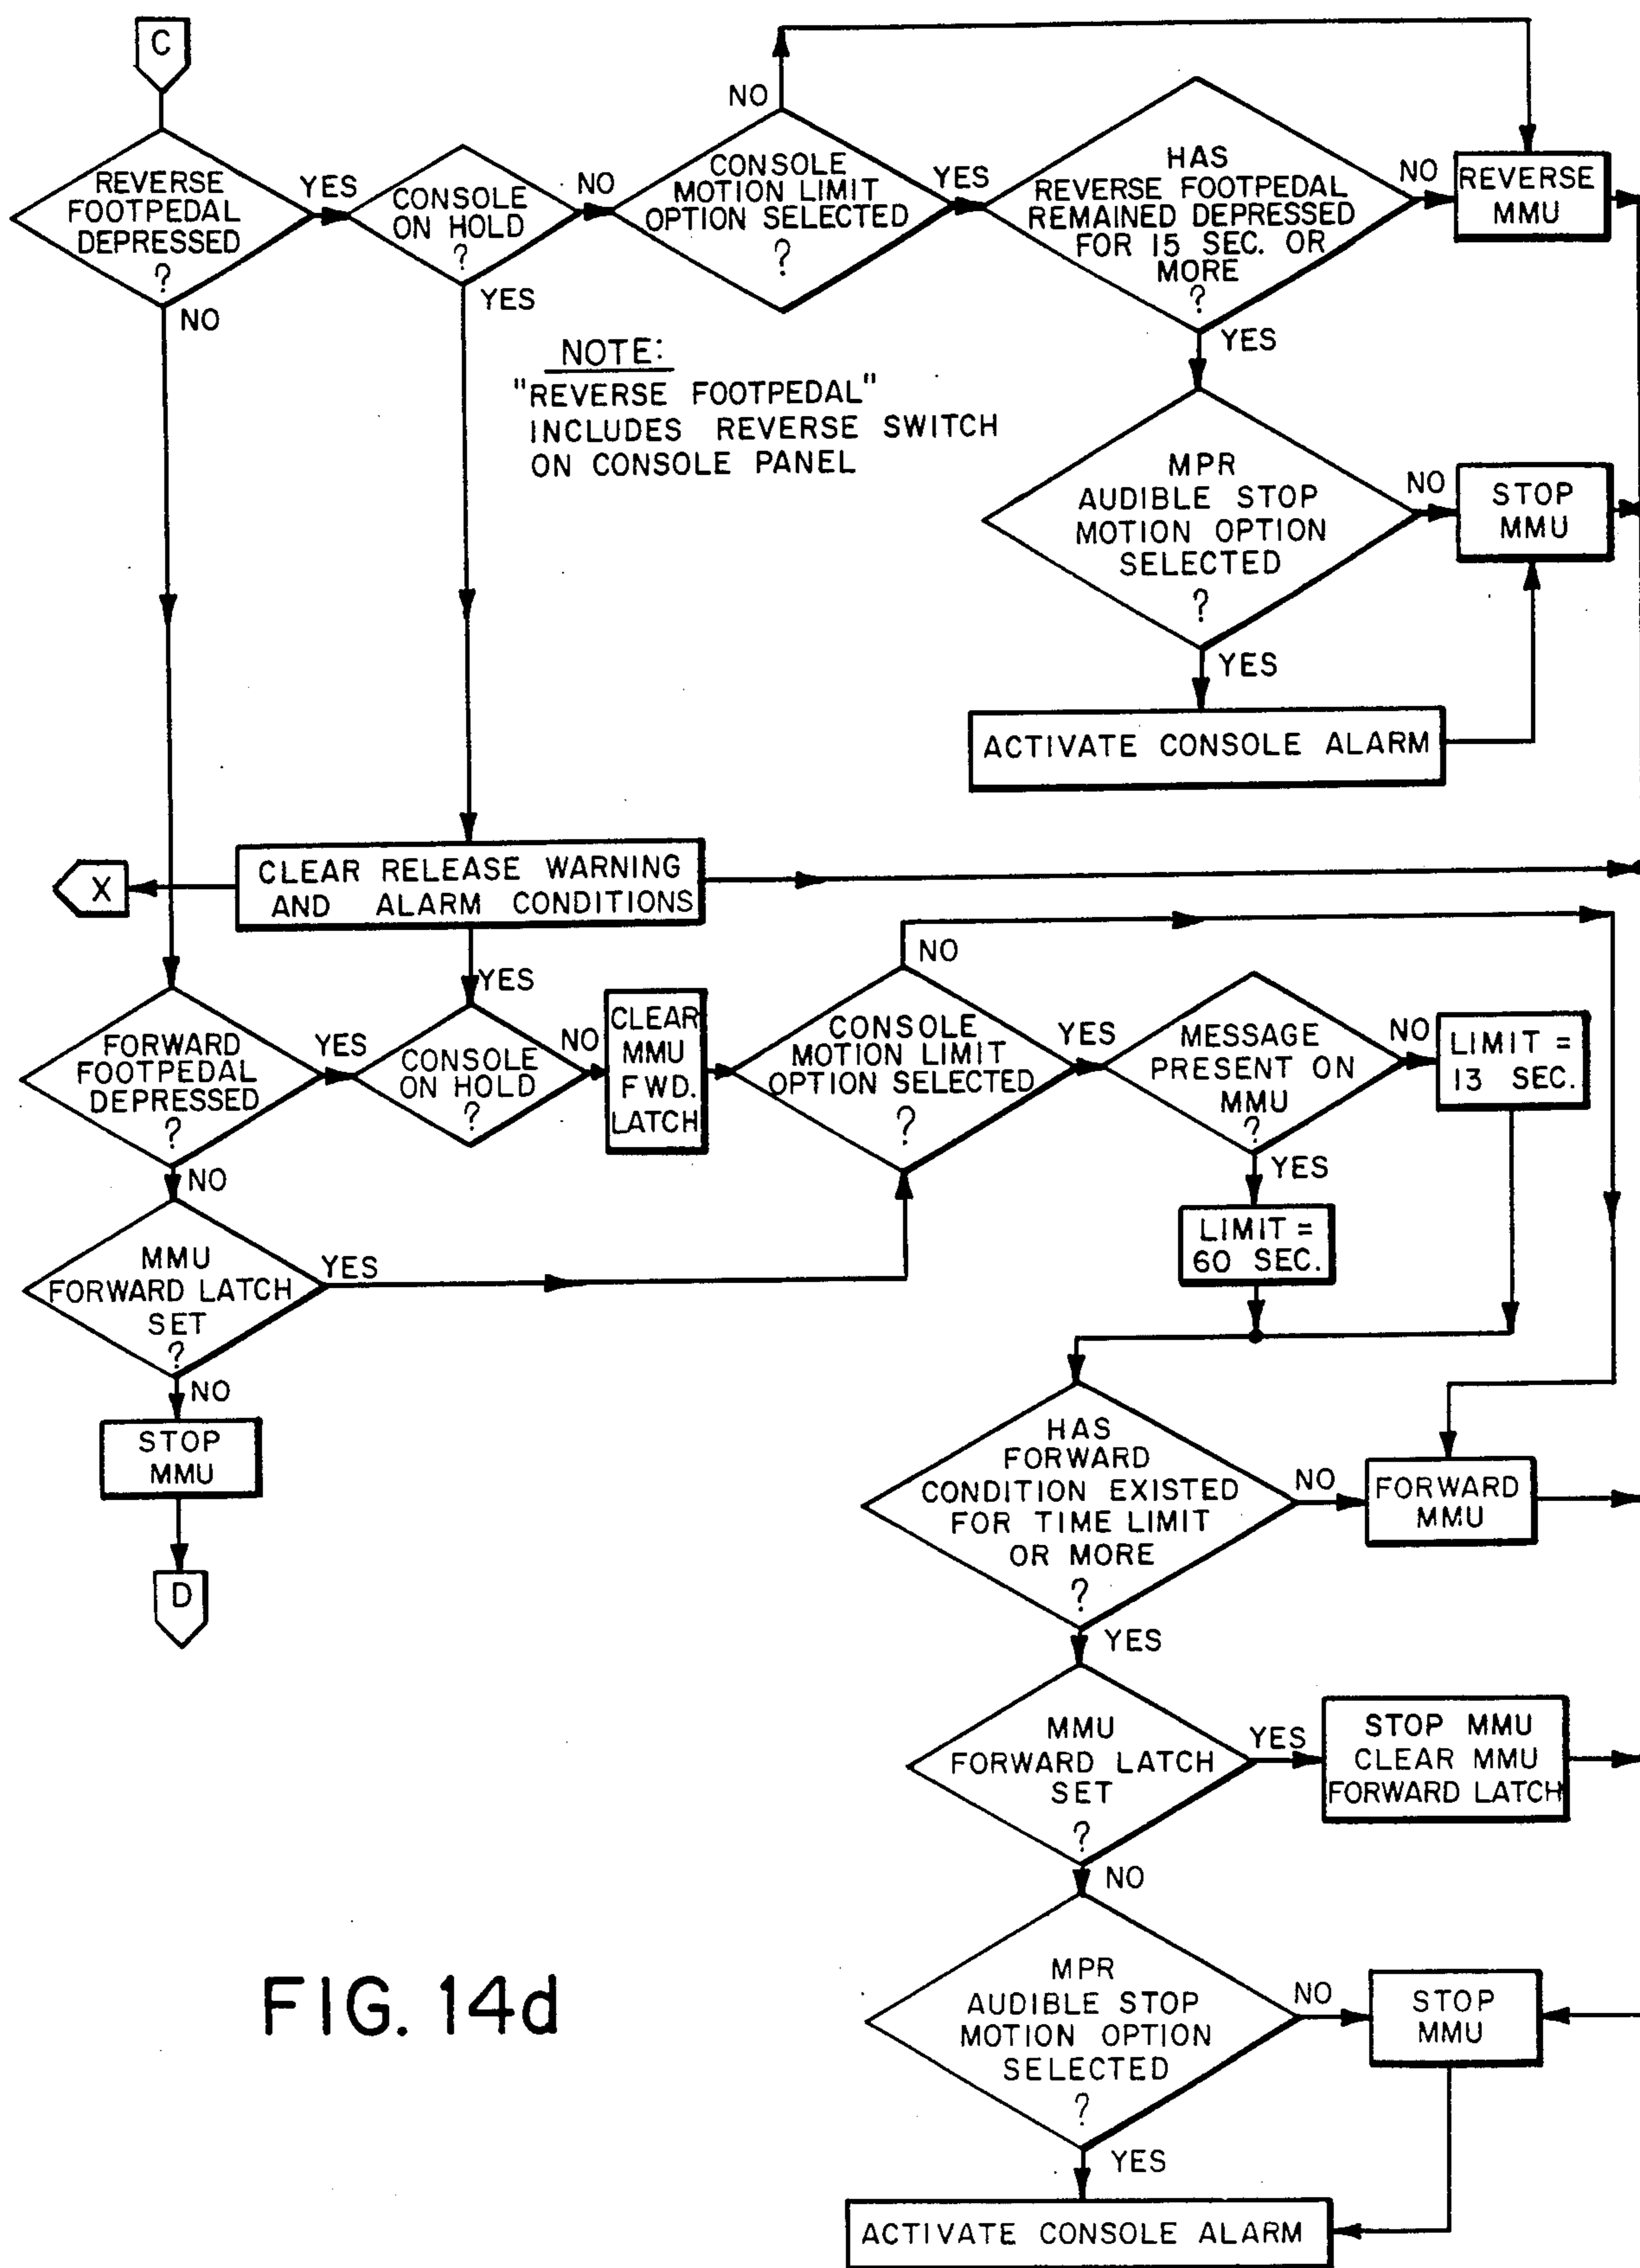 C
REVERSE
FOOTPEDAL
DEPRESSED
?
YES
NO
CONSOLE
ON HOLD
?
NO
YES
CONSOLE
MOTION LIMIT
OPTION SELECTED
?
NO
YES
HAS
REVERSE FOOTPEDAL
REMAINED DEPRESSED
FOR 15 SEC. OR
MORE
?
NO
YES
REVERSE
MMU
NOTE:
"REVERSE FOOTPEDAL"
INCLUDES REVERSE SWITCH
ON CONSOLE PANEL
MPR
AUDIBLE STOP
MOTION OPTION
SELECTED
?
NO
YES
STOP
MMU
ACTIVATE CONSOLE ALARM
X
CLEAR RELEASE WARNING
AND ALARM CONDITIONS
YES
FORWARD
FOOTPEDAL
DEPRESSED
?
YES
NO
CONSOLE
ON HOLD
?
NO
CLEAR
MMU
FWD.
LATCH
CONSOLE
MOTION LIMIT
OPTION SELECTED
?
NO
YES
MESSAGE
PRESENT ON
MMU
?
NO
YES
LIMIT =
13 SEC.
LIMIT =
60 SEC.
MMU
FORWARD LATCH
SET
?
YES
NO
STOP
MMU
D
HAS
FORWARD
CONDITION EXISTED
FOR TIME LIMIT
OR MORE
?
NO
YES
FORWARD
MMU
MMU
FORWARD LATCH
SET
?
YES
NO
STOP MMU
CLEAR MMU
FORWARD LATCH
MPR
AUDIBLE STOP
MOTION OPTION
SELECTED
?
NO
YES
STOP
MMU
ACTIVATE CONSOLE ALARM
FIG. 14d